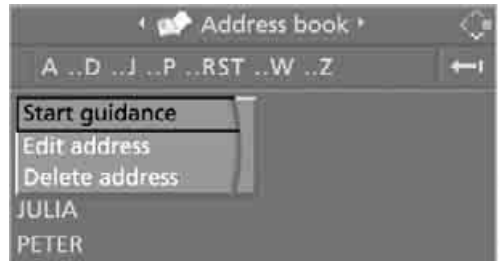 Address book
A ..D ..J ..P ..RST ..W ..Z
Start guidance
Edit address
Delete address
JULIA
PETER